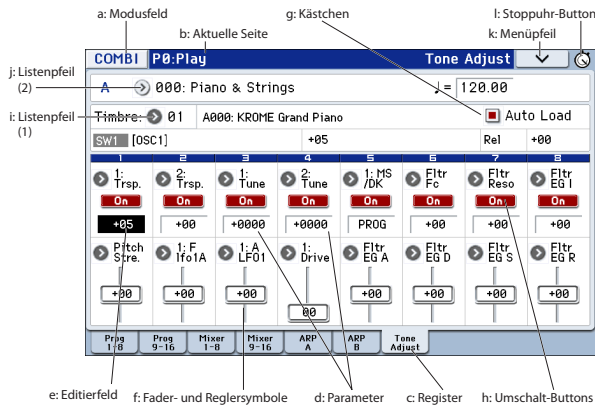 a: Modusfeld
b: Aktuelle Seite
g: Kästchen
l: Stoppuhr-Button
k: Menüpfeil
COMBI P0:Play Tone Adjust
j: Listenpfeil
(2)
A 000: Piano & Strings ♩= 120.00
i: Listenpfeil
(1)
Timbre: 01 A000: KROME Grand Piano Auto Load
SW1 [OSC1] +05 Rel +00
1 2 3 4 5 6 7 8
1: Trsp. 2: Trsp. 1: Tune 2: Tune 1: MS /DK Fltr Fc Fltr Reso Fltr EG I
On On On On On On On On
+05 +00 +0000 +0000 PROG +00 +00 +00
Pitch Stre. 1: F lfo1A 1: A LFO1 1: Drive Fltr EG A Fltr EG D Fltr EG S Fltr EG R
+00 +00 +00 00 +00 +00 +00 +00
Prog 1-8 Prog 9-16 Mixer 1-8 Mixer 9-16 ARP A ARP B Tone Adjust
e: Editierfeld
f: Fader- und Reglersymbole
d: Parameter
c: Register
h: Umschalt-Buttons